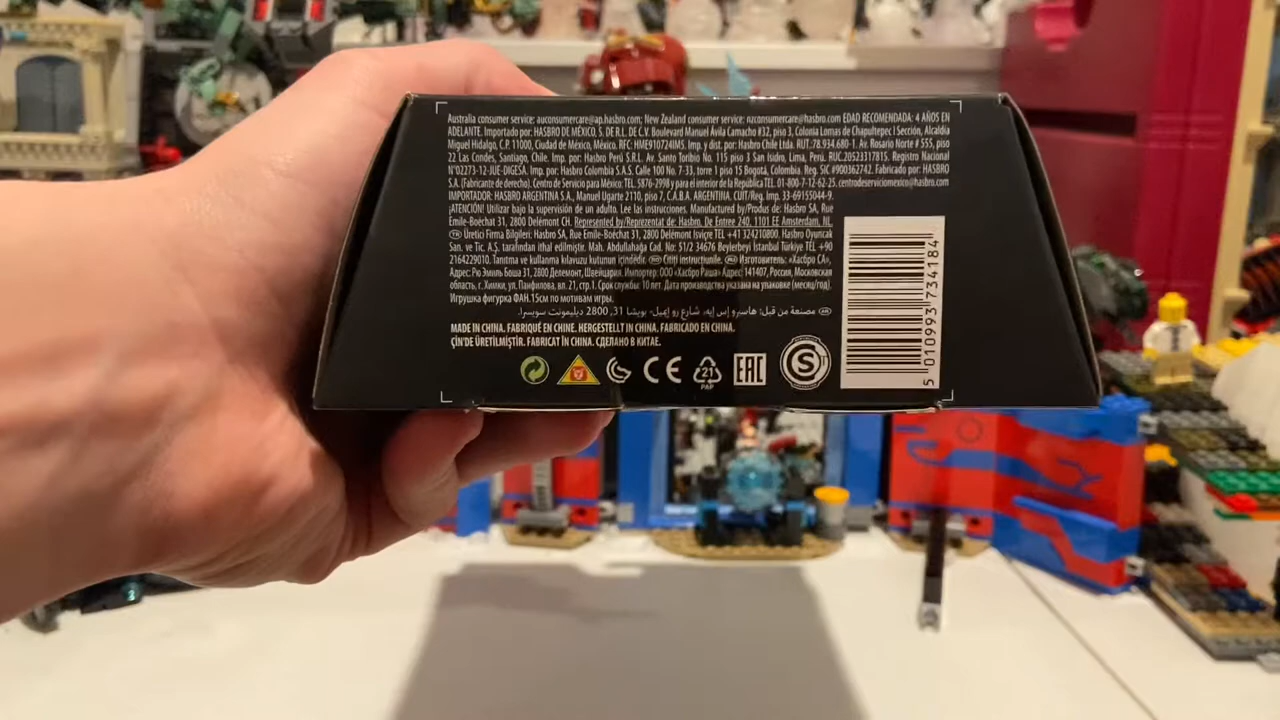 Australia consumer service: auconsumercare@ap.hasbro.com; New Zealand consumer service: nzconsumercare@hasbro.com EDAD RECOMENDADA: 4 AÑOS EN
ADELANTE. Importado por: HASBRO DE MÉXICO, S. DE R.L. DE C.V. Boulevard Manuel Ávila Camacho #32, piso 3, Colonia Lomas de Chapultepec I Sección, Alcaldía
Miguel Hidalgo, C.P. 11000, Ciudad de México, MÉXICO. RFC: HME910724IM5. Imp. y dist. por: Hasbro Chile Ltda. RUT.:78.934.680-1. Av. Rosario Norte # 555, piso
22 Las Condes, Santiago, Chile. Imp. por: Hasbro Perú S.R.L. Av. Santo Toribio No. 115 piso 3 San Isidro, Lima, Perú. RUC.20523317815. Registro Nacional
N°02273-12-JUE-DIGESA. Imp. por: Hasbro Colombia S.A.S. Calle 100 No. 7-33, torre 1 piso 15 Bogotá, Colombia. Reg. SIC #900362742. Fabricado por: HASBRO
S.A. (Fabricante de derecho). Centro de Servicio para México: TEL. 5876-2998 y para el interior de la República TEL. 01-800-7-12-62-25. centrodeserviciomexico@hasbro.com
IMPORTADOR: HASBRO ARGENTINA S.A., Manuel Ugarte 2110, piso 7, C.A.B.A. ARGENTINA. CUIT/Reg. Imp. 33-69155044-9.
¡ATENCIÓN! Utilizar bajo la supervisión de un adulto. Lee las instrucciones. Manufactured by/Produs de: Hasbro SA, Rue
Emile-Boéchat 31, 2800 Delémont CH. Represented by/Reprezentat de: Hasbro. De Entree 240, 1101 EE Amsterdam, NL.
TR Üretici Firma Bilgileri: Hasbro SA, Rue Emile-Boéchat 31, 2800 Delémont İsviçre Tel +41 324210800. Hasbro Oyuncak
San. ve Tic, A.Ş. tarafından ithal edilmiştir. Mah. Abdullahağa Cad. No: 51/2 34676 Beylerbeyi İstanbul Türkiye TEL +90
2164229010. Tanıtma ve kullanma kılavuzu kutunun içindedir. RO Citiți instrucțiunile. RU Изготовитель: «Хасбро СА»,
Адрес: Рю Эмиль Боша 31, 2800 Делемонт, Швейцария. Импортер: ООО «Хасбро Раша» Адрес: 141407, Россия, Московская
область, г. Химки, ул. Панфилова, вл. 21, стр.1. Срок службы: 10 лет. Дата производства указана на упаковке (месяц/год).
Игрушка фигурка ФАН.15см по мотивам игры.
مصنعة من قبل: هاسبرو إس إيه، شارع رو إميل- بويشا 31, 2800 ديليمونت سويسرا.
MADE IN CHINA. FABRIQUÉ EN CHINE. HERGESTELLT IN CHINA. FABRICADO EN CHINA.
ÇİN'DE ÜRETİLMİŞTİR. FABRICAT ÎN CHINA. СДЕЛАНО В КИТАЕ.
CE 21 PAP EAC S
5 010993 734184